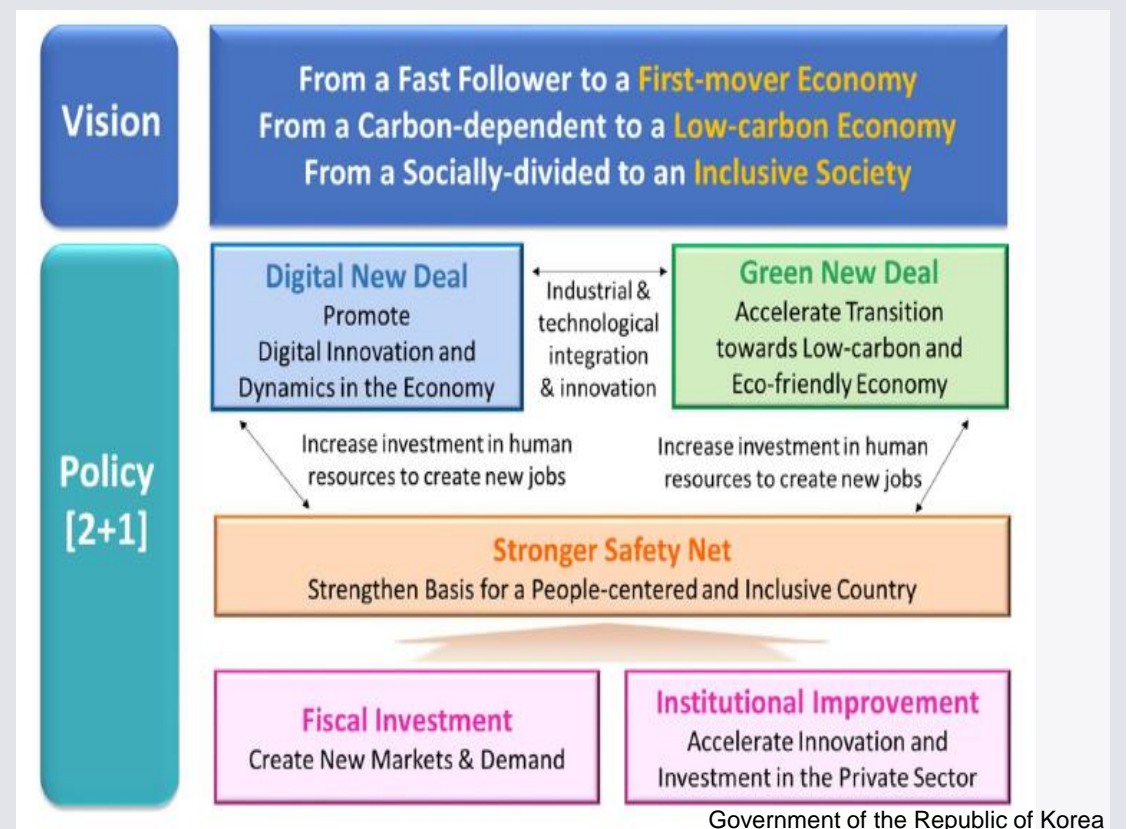 Vision
From a Fast Follower to a First-mover Economy
From a Carbon-dependent to a Low-carbon Economy
From a Socially-divided to an Inclusive Society
Policy
[2+1]
Digital New Deal
Promote
Digital Innovation and
Dynamics in the Economy
Industrial &
technological
integration
& innovation
Green New Deal
Accelerate Transition
towards Low-carbon and
Eco-friendly Economy
Increase investment in human
resources to create new jobs
Increase investment in human
resources to create new jobs
Stronger Safety Net
Strengthen Basis for a People-centered and Inclusive Country
Fiscal Investment
Create New Markets & Demand
Institutional Improvement
Accelerate Innovation and
Investment in the Private Sector
Government of the Republic of Korea